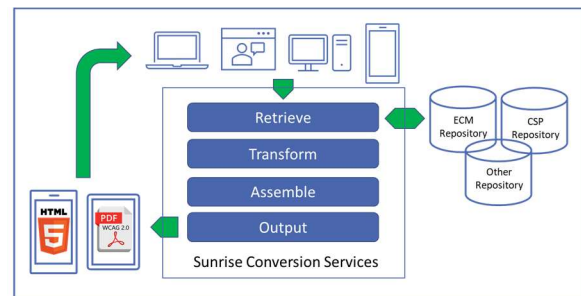 Retrieve
Transform
Assemble
Output
Sunrise Conversion Services
ECM
Repository
CSP
Repository
Other
Repository
HTML
5
PDF
WCAG 2.0